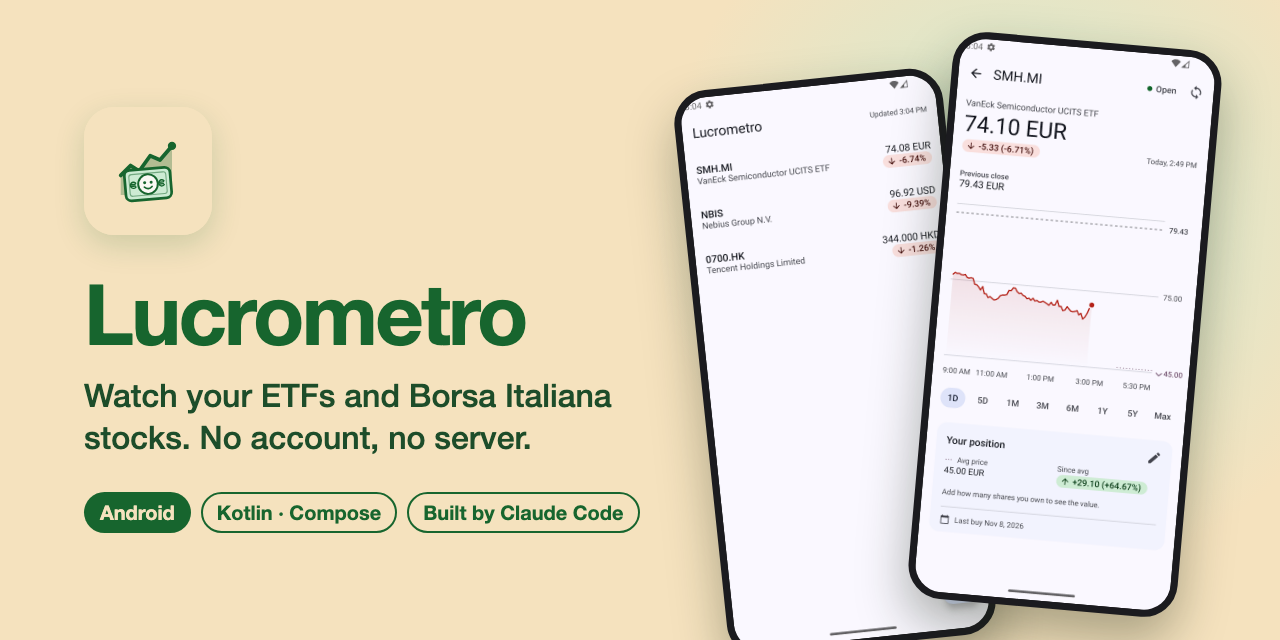 Lucrometro
Watch your ETFs and Borsa Italiana
stocks. No account, no server.
Android
Kotlin · Compose
Built by Claude Code
Lucrometro
Updated 3:04 PM
SMH.MI
VanEck Semiconductor UCITS ETF
74.08 EUR
↓ -6.74%
NBIS
Nebius Group N.V.
96.92 USD
↓ -9.39%
0700.HK
Tencent Holdings Limited
344.000 HKD
↓ -1.26%
SMH.MI
Open
VanEck Semiconductor UCITS ETF
74.10 EUR
↓ -5.33 (-6.71%)
Today, 2:49 PM
Previous close
79.43 EUR
79.43
75.00
45.00
9:00 AM 11:00 AM 1:00 PM 3:00 PM 5:30 PM
1D 5D 1M 3M 6M 1Y 5Y Max
Your position
Avg price
45.00 EUR
Since avg
↑ +29.10 (+64.67%)
Add how many shares you own to see the value.
Last buy Nov 8, 2026